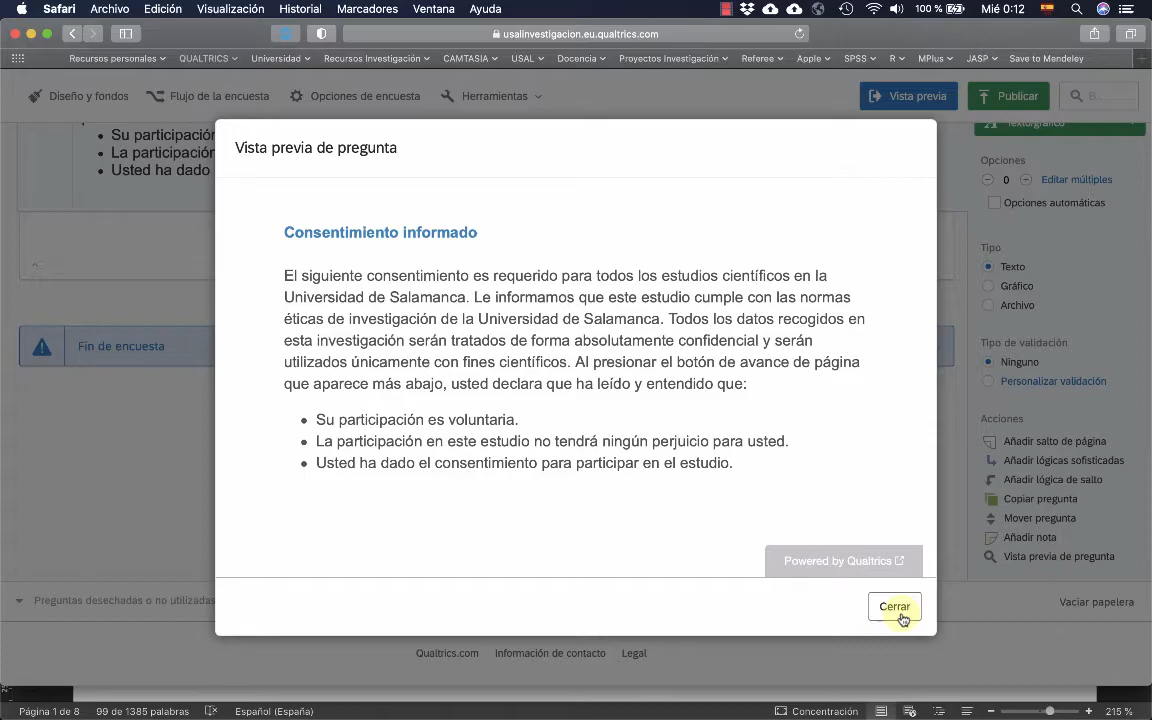 Safari Archivo Edición Visualización Historial Marcadores Ventana Ayuda 100 % Mié 0:12
usalinvestigacion.eu.qualtrics.com
Recursos personales QUALTRICS Universidad Recursos Investigación CAMTASIA USAL Docencia Proyectos Investigación Referee Apple SPSS R MPlus JASP Save to Mendeley
Diseño y fondos Flujo de la encuesta Opciones de encuesta Herramientas Vista previa Publicar B...
Su participación
La participación
Usted ha dado
Vista previa de pregunta
Consentimiento informado
El siguiente consentimiento es requerido para todos los estudios científicos en la
Universidad de Salamanca. Le informamos que este estudio cumple con las normas
éticas de investigación de la Universidad de Salamanca. Todos los datos recogidos en
esta investigación serán tratados de forma absolutamente confidencial y serán
utilizados únicamente con fines científicos. Al presionar el botón de avance de página
que aparece más abajo, usted declara que ha leído y entendido que:
Su participación es voluntaria.
La participación en este estudio no tendrá ningún perjuicio para usted.
Usted ha dado el consentimiento para participar en el estudio.
Powered by Qualtrics
Cerrar
Fin de encuesta
Texto/gráfico
Opciones
0 Editar múltiples
Opciones automáticas
Tipo
Texto
Gráfico
Archivo
Tipo de validación
Ninguno
Personalizar validación
Acciones
Añadir salto de página
Añadir lógicas sofisticadas
Añadir lógica de salto
Copiar pregunta
Mover pregunta
Añadir nota
Vista previa de pregunta
Preguntas desechadas o no utilizadas Vaciar papelera
Qualtrics.com Información de contacto Legal
Página 1 de 8 99 de 1385 palabras Español (España) Concentración 215 %